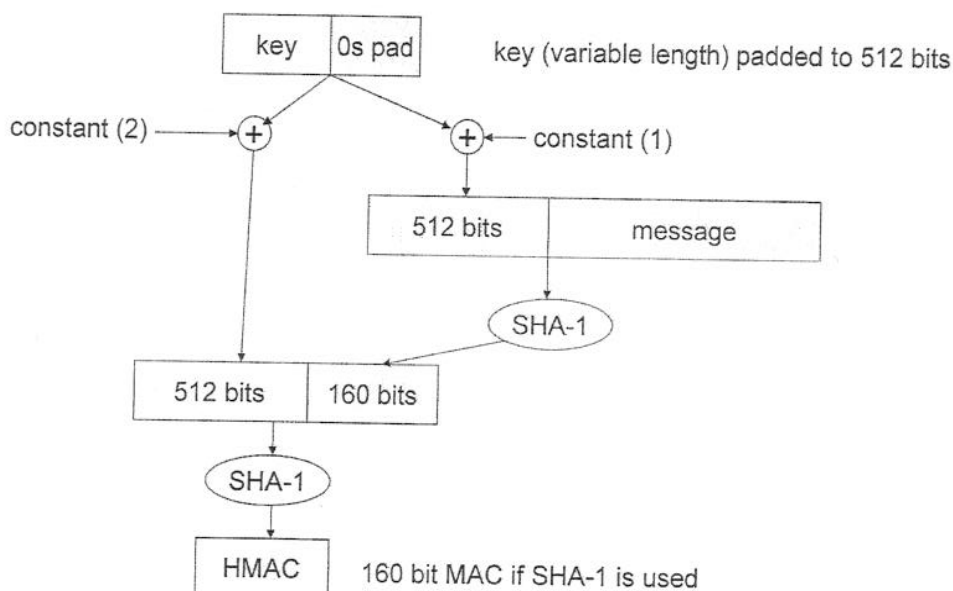 key 0s pad
key (variable length) padded to 512 bits
constant (2)
+
+
constant (1)
512 bits message
SHA-1
512 bits 160 bits
SHA-1
HMAC
160 bit MAC if SHA-1 is used